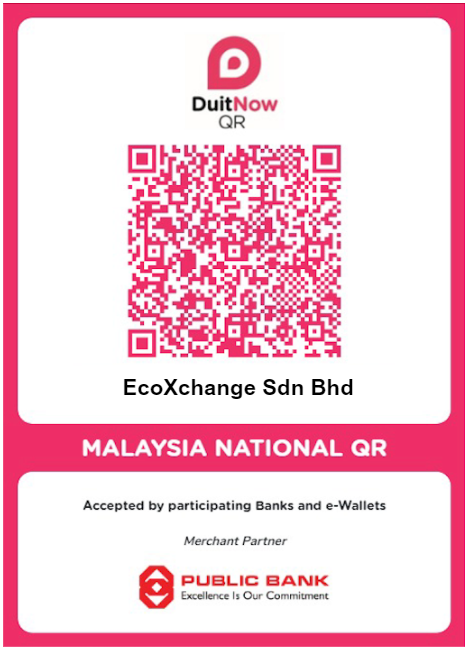 DuitNow
QR
EcoXchange Sdn Bhd
MALAYSIA NATIONAL QR
Accepted by participating Banks and e-Wallets
Merchant Partner
PUBLIC BANK
Excellence Is Our Commitment